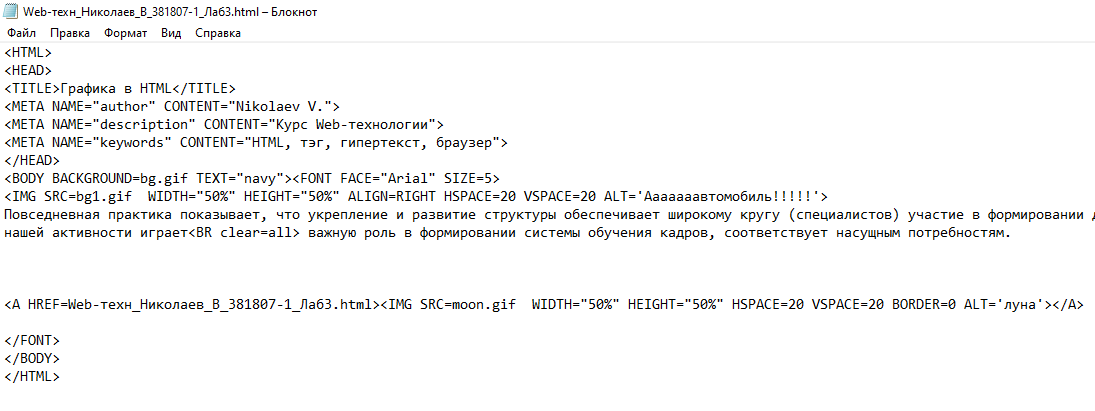 Web-техн_Николаев_В_381807-1_Ла63.html – Блокнот
Файл Правка Формат Вид Справка
<HTML>
<HEAD>
<TITLE>Графика в HTML</TITLE>
<META NAME="author" CONTENT="Nikolaev V.">
<META NAME="description" CONTENT="Курс Web-технологии">
<META NAME="keywords" CONTENT="HTML, тэг, гипертекст, браузер">
</HEAD>
<BODY BACKGROUND=bg.gif TEXT="navy"><FONT FACE="Arial" SIZE=5>
<IMG SRC=bg1.gif  WIDTH="50%" HEIGHT="50%" ALIGN=RIGHT HSPACE=20 VSPACE=20 ALT='Ааааааавтомобиль!!!!!'>
Повседневная практика показывает, что укрепление и развитие структуры обеспечивает широкому кругу (специалистов) участие в формировании
нашей активности играет<BR clear=all> важную роль в формировании системы обучения кадров, соответствует насущным потребностям.
<A HREF=Web-техн_Николаев_В_381807-1_Ла63.html><IMG SRC=moon.gif  WIDTH="50%" HEIGHT="50%" HSPACE=20 VSPACE=20 BORDER=0 ALT='луна'></A>
</FONT>
</BODY>
</HTML>